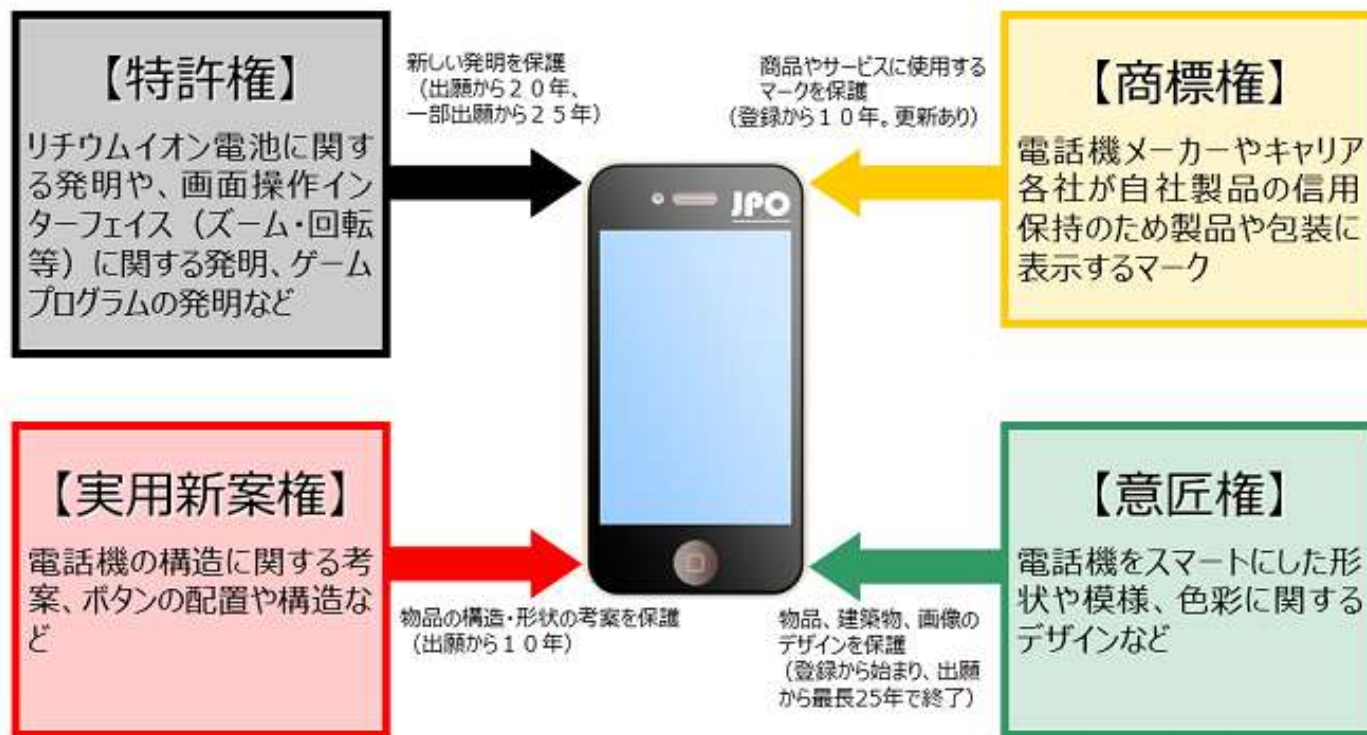 【特許権】
リチウムイオン電池に関す
る発明や、画面操作イン
ターフェイス（ズーム・回転
等）に関する発明、ゲーム
プログラムの発明など
新しい発明を保護
（出願から２０年、
一部出願から２５年）
商品やサービスに使用する
マークを保護
（登録から１０年。更新あり）
【商標権】
電話機メーカーやキャリア
各社が自社製品の信用
保持のため製品や包装に
表示するマーク
JPO
【実用新案権】
電話機の構造に関する考
案、ボタンの配置や構造な
ど
物品の構造・形状の考案を保護
（出願から１０年）
物品、建築物、画像の
デザインを保護
（登録から始まり、出願
から最長25年で終了）
【意匠権】
電話機をスマートにした形
状や模様、色彩に関する
デザインなど